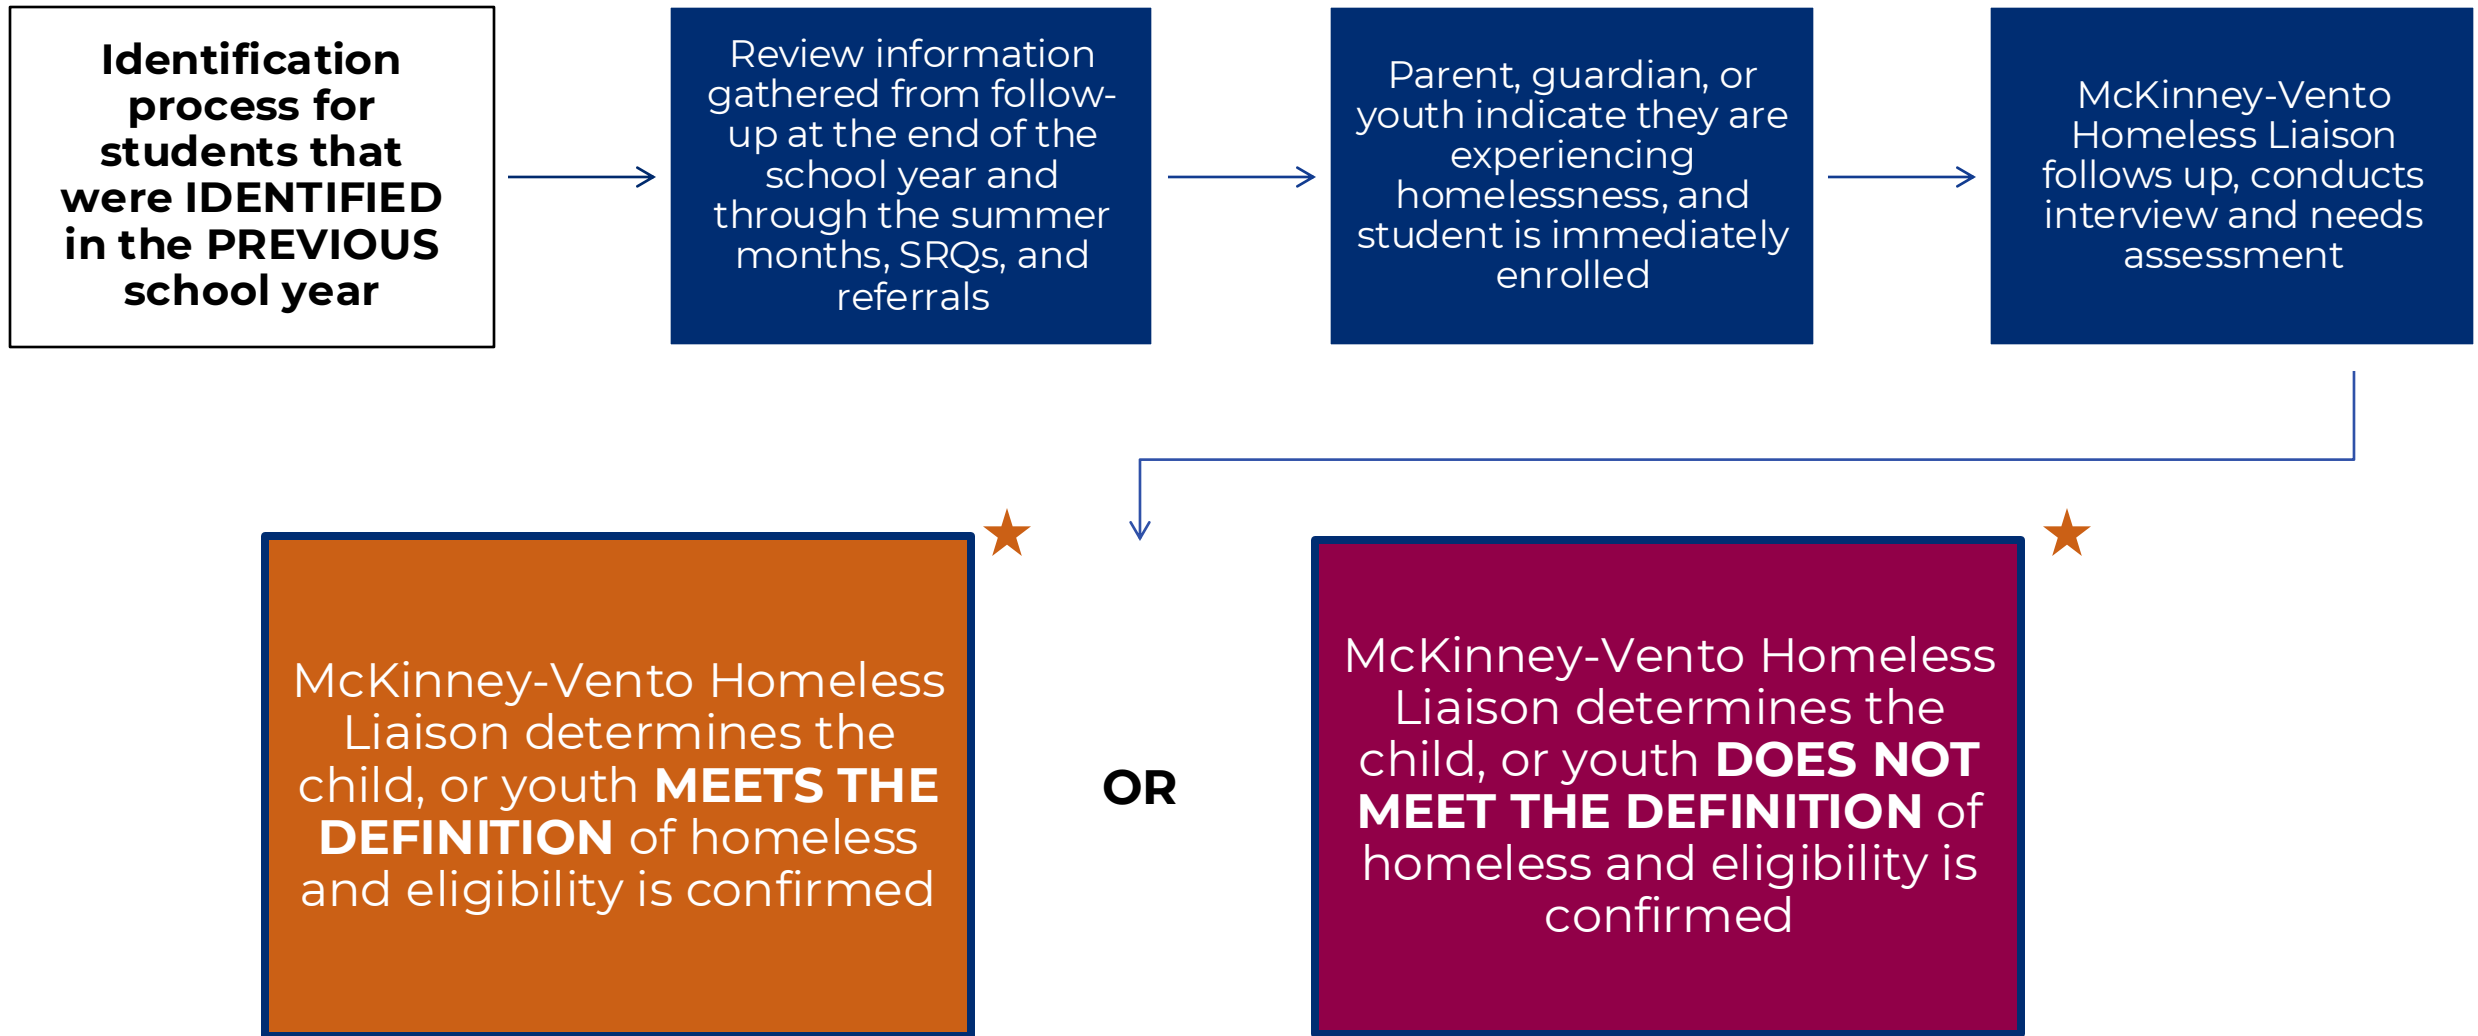 Identification
process for
students that
were IDENTIFIED
in the PREVIOUS
school year
Review information
gathered from follow-
up at the end of the
school year and
through the summer
months, SRQs, and
referrals
Parent, guardian, or
youth indicate they are
experiencing
homelessness, and
student is immediately
enrolled
McKinney-Vento
Homeless Liaison
follows up, conducts
interview and needs
assessment
McKinney-Vento Homeless
Liaison determines the
child, or youth MEETS THE
DEFINITION of homeless
and eligibility is confirmed
OR
McKinney-Vento Homeless
Liaison determines the
child, or youth DOES NOT
MEET THE DEFINITION of
homeless and eligibility is
confirmed